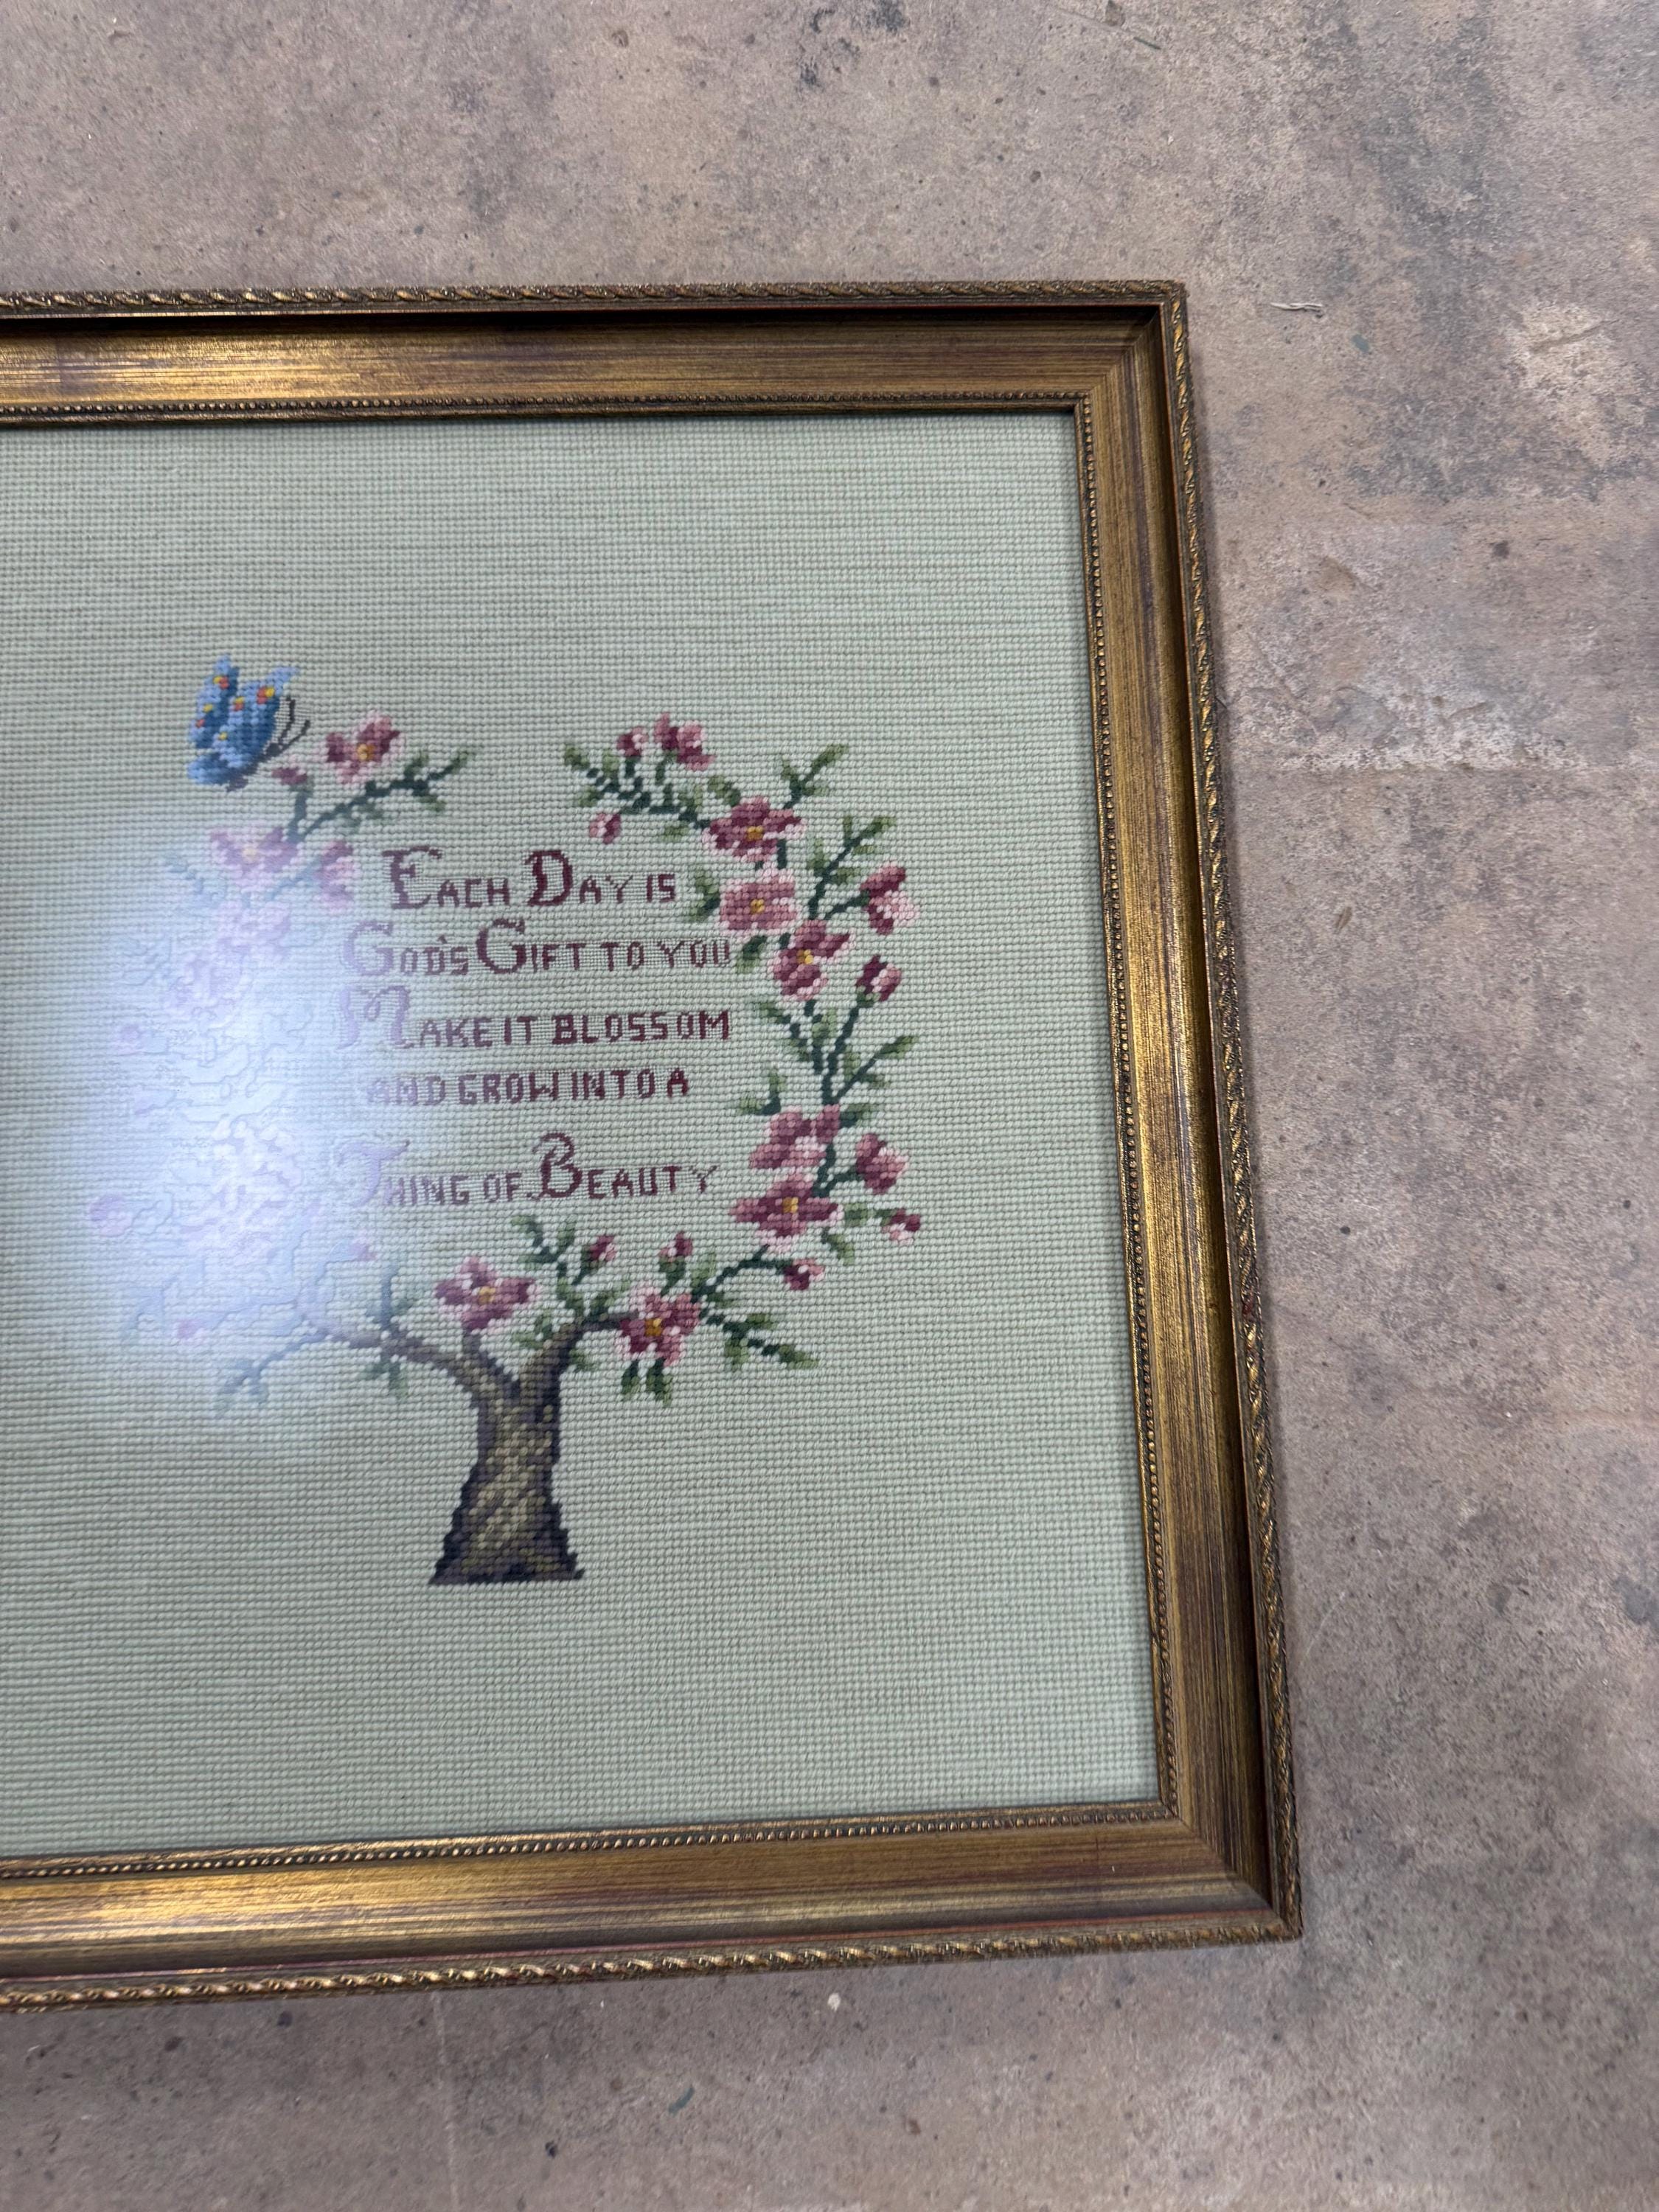 Each Day is
God's Gift to you
Make it blossom
and grow into a
Thing of Beauty